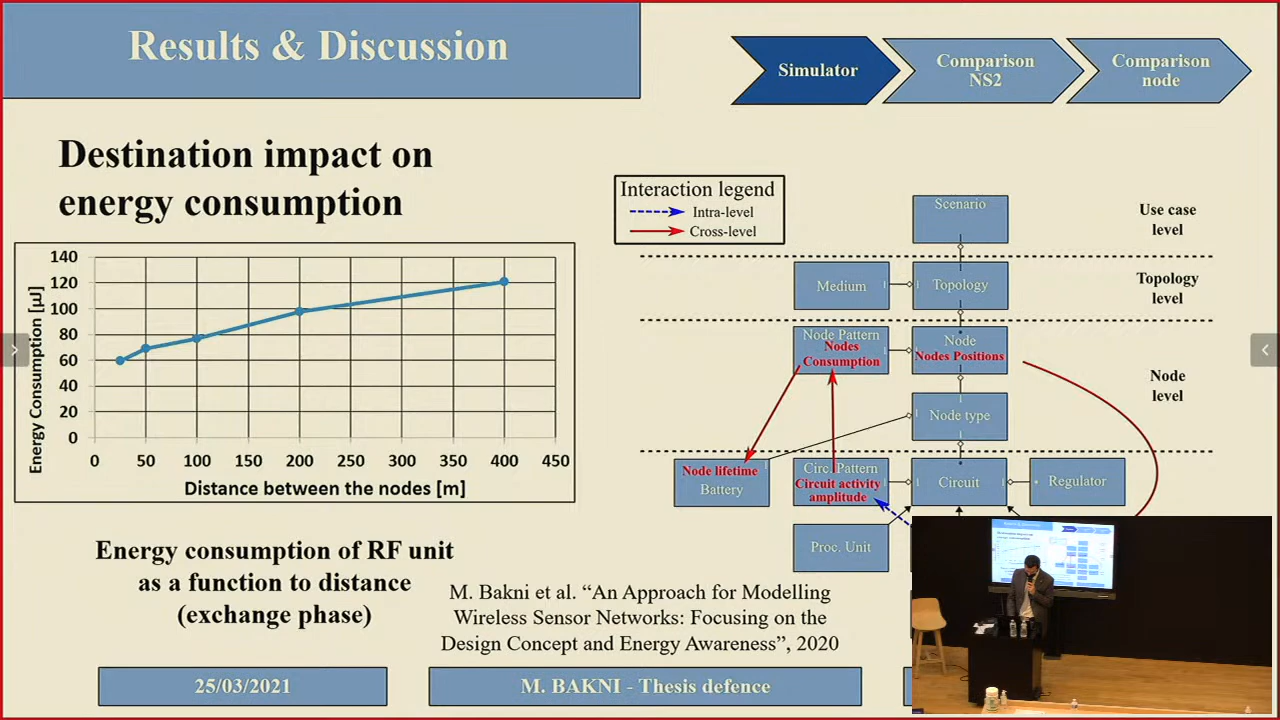 Results & Discussion
Simulator
Comparison
NS2
Comparison
node
Destination impact on
energy consumption
140
120
100
80
60
40
20
0
Energy Consumption [µJ]
0 50 100 150 200 250 300 350 400 450
Distance between the nodes [m]
Energy consumption of RF unit
as a function to distance
(exchange phase)
Interaction legend
Intra-level
Cross-level
Scenario
Use case
level
Medium
Topology
Topology
level
Node Pattern
Nodes
Consumption
Node
Nodes Positions
Node
level
Node type
Node lifetime
Battery
Circ. Pattern
Circuit activity
amplitude
Circuit
Regulator
Proc. Unit
M. Bakni et al. “An Approach for Modelling
Wireless Sensor Networks: Focusing on the
Design Concept and Energy Awareness”, 2020
25/03/2021
M. BAKNI - Thesis defence